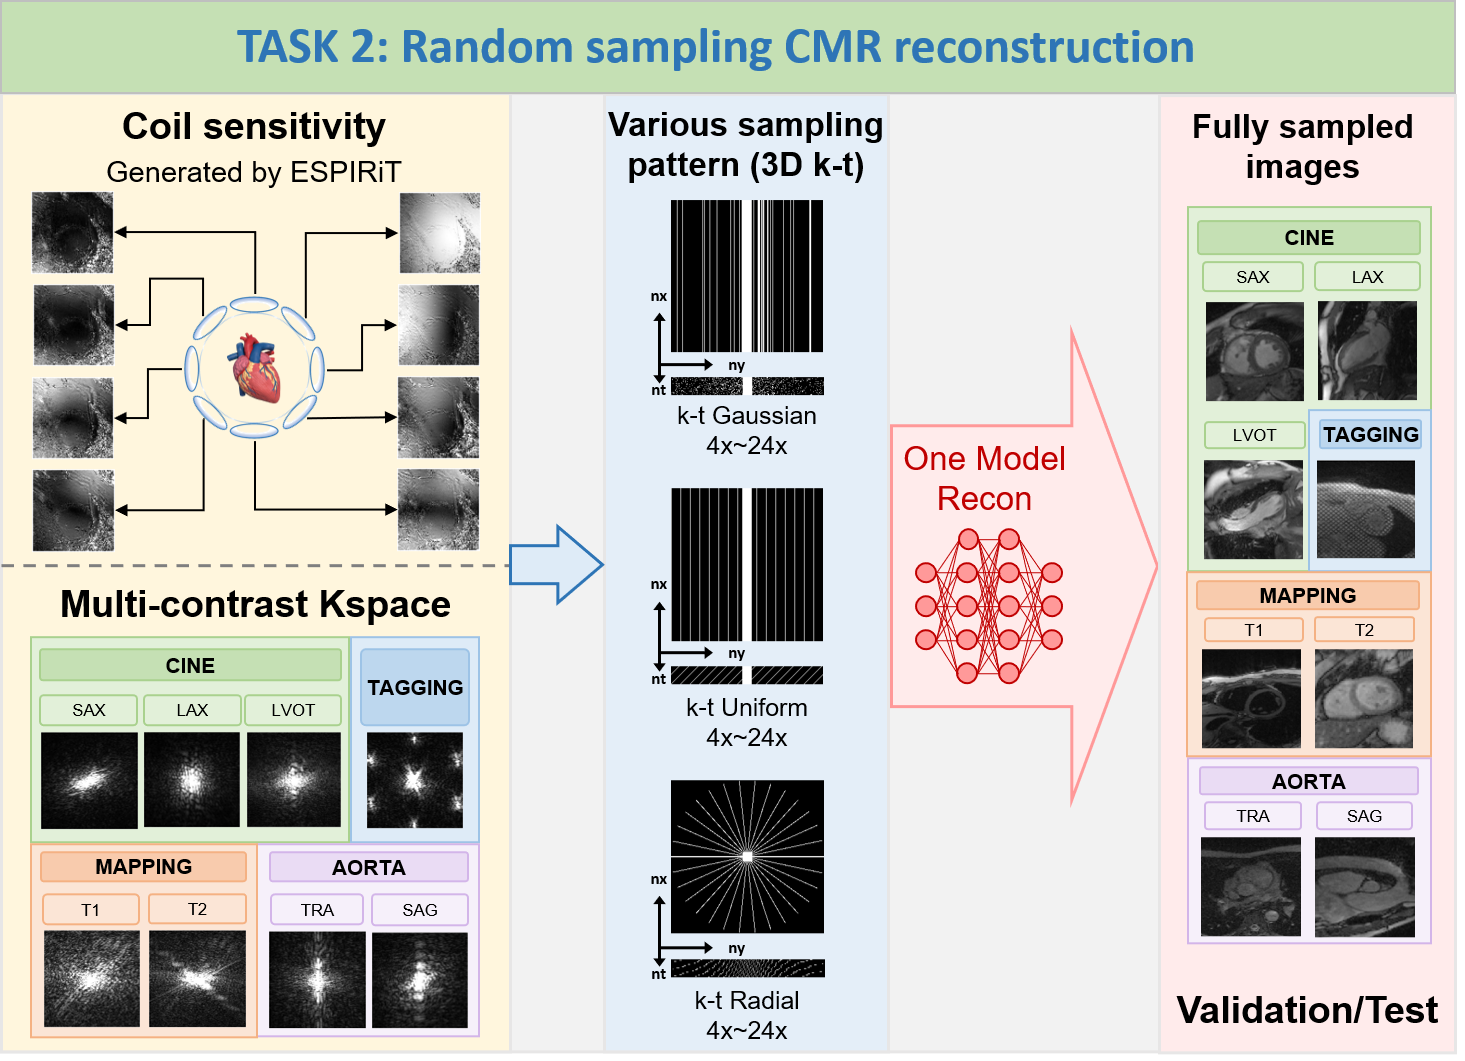 TASK 2: Random sampling CMR reconstruction
Coil sensitivity
Generated by ESPIRiT
Multi-contrast Kspace
CINE
SAX
LAX
LVOT
TAGGING
MAPPING
T1
T2
AORTA
TRA
SAG
Various sampling
pattern (3D k-t)
nx
ny
nt
k-t Gaussian
4x~24x
nx
ny
nt
k-t Uniform
4x~24x
nx
ny
nt
k-t Radial
4x~24x
One Model
Recon
Fully sampled
images
CINE
SAX
LAX
LVOT
TAGGING
MAPPING
T1
T2
AORTA
TRA
SAG
Validation/Test